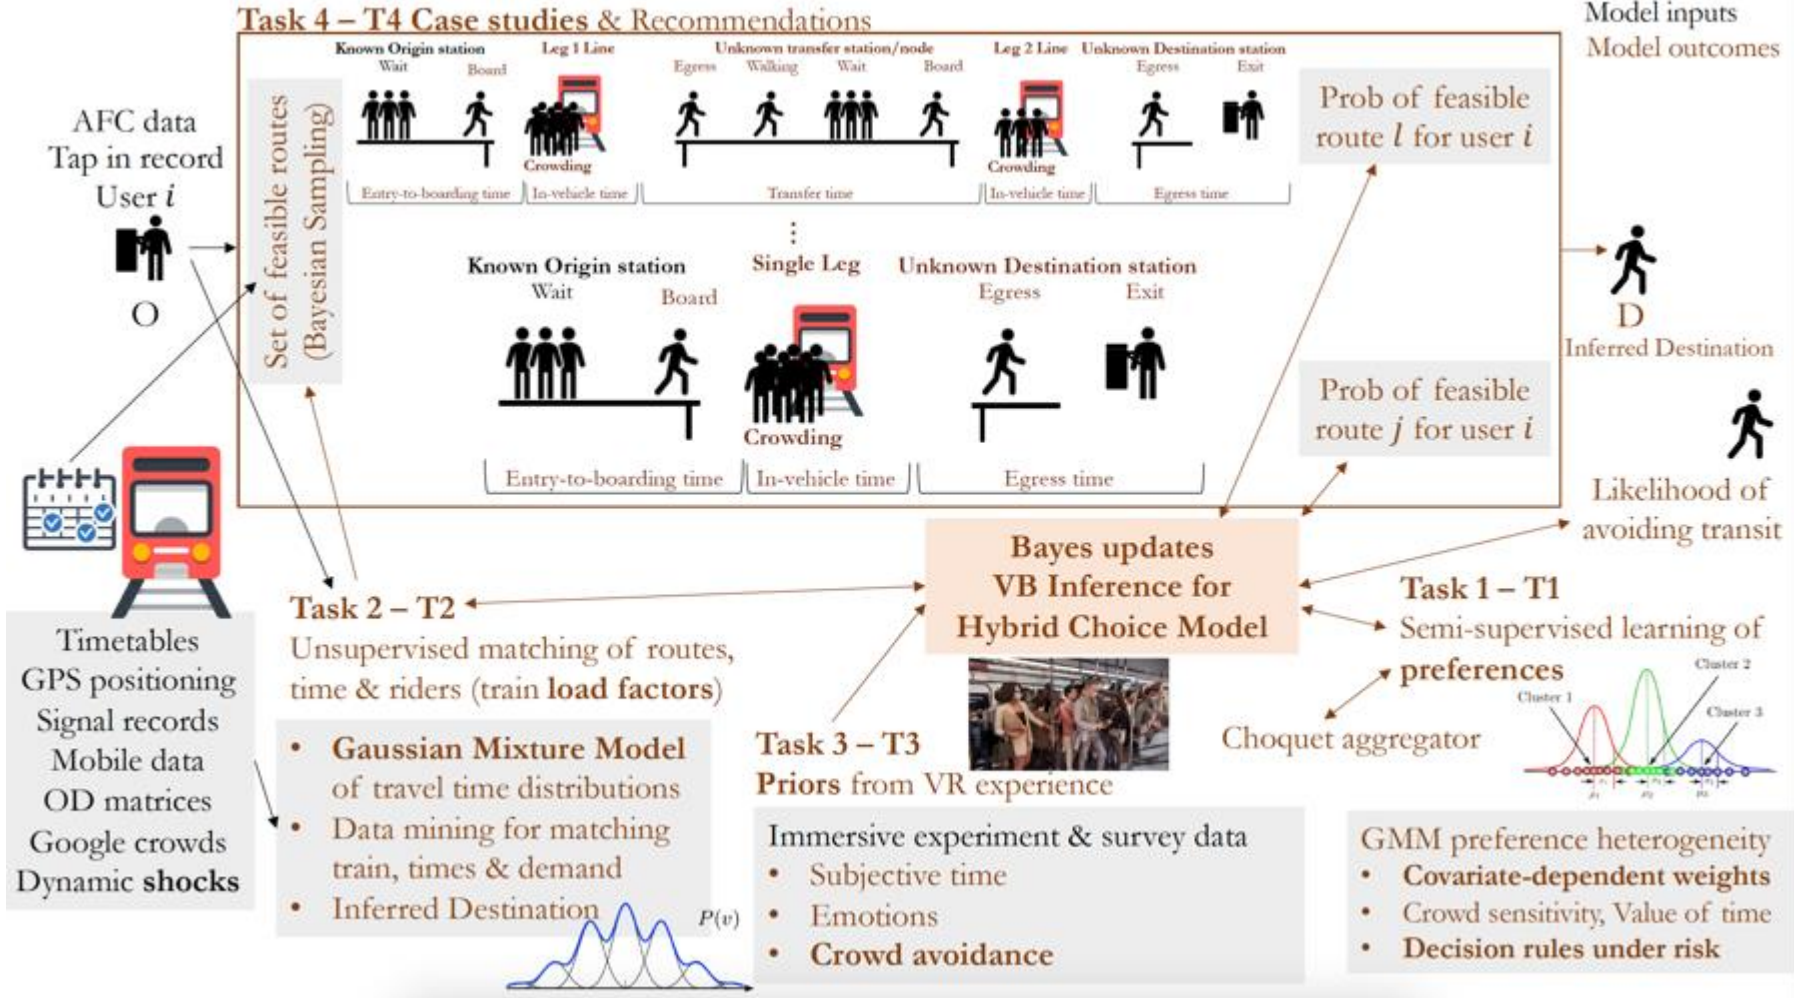 Task 4 – T4 Case studies & Recommendations
Model inputs
Model outcomes
Known Origin station
Wait
Board
Leg 1 Line
Unknown transfer station/node
Egress
Walking
Wait
Board
Leg 2 Line
Unknown Destination station
Egress
Exit
Crowding
Crowding
Entry-to-boarding time
In-vehicle time
Transfer time
In-vehicle time
Egress time
AFC data
Tap in record
User i
O
Set of feasible routes
(Bayesian Sampling)
Prob of feasible
route l for user i
Known Origin station
Wait
Board
Single Leg
Unknown Destination station
Egress
Exit
Crowding
Entry-to-boarding time
In-vehicle time
Egress time
Prob of feasible
route j for user i
D
Inferred Destination
Likelihood of
avoiding transit
Bayes updates
VB Inference for
Hybrid Choice Model
Timetables
GPS positioning
Signal records
Mobile data
OD matrices
Google crowds
Dynamic shocks
Task 2 – T2
Unsupervised matching of routes,
time & riders (train load factors)
• Gaussian Mixture Model
of travel time distributions
• Data mining for matching
train, times & demand
• Inferred Destination
P(v)
Task 3 – T3
Priors from VR experience
Immersive experiment & survey data
• Subjective time
• Emotions
• Crowd avoidance
Task 1 – T1
Semi-supervised learning of
preferences
Choquet aggregator
Cluster 1
Cluster 2
Cluster 3
GMM preference heterogeneity
• Covariate-dependent weights
• Crowd sensitivity, Value of time
• Decision rules under risk